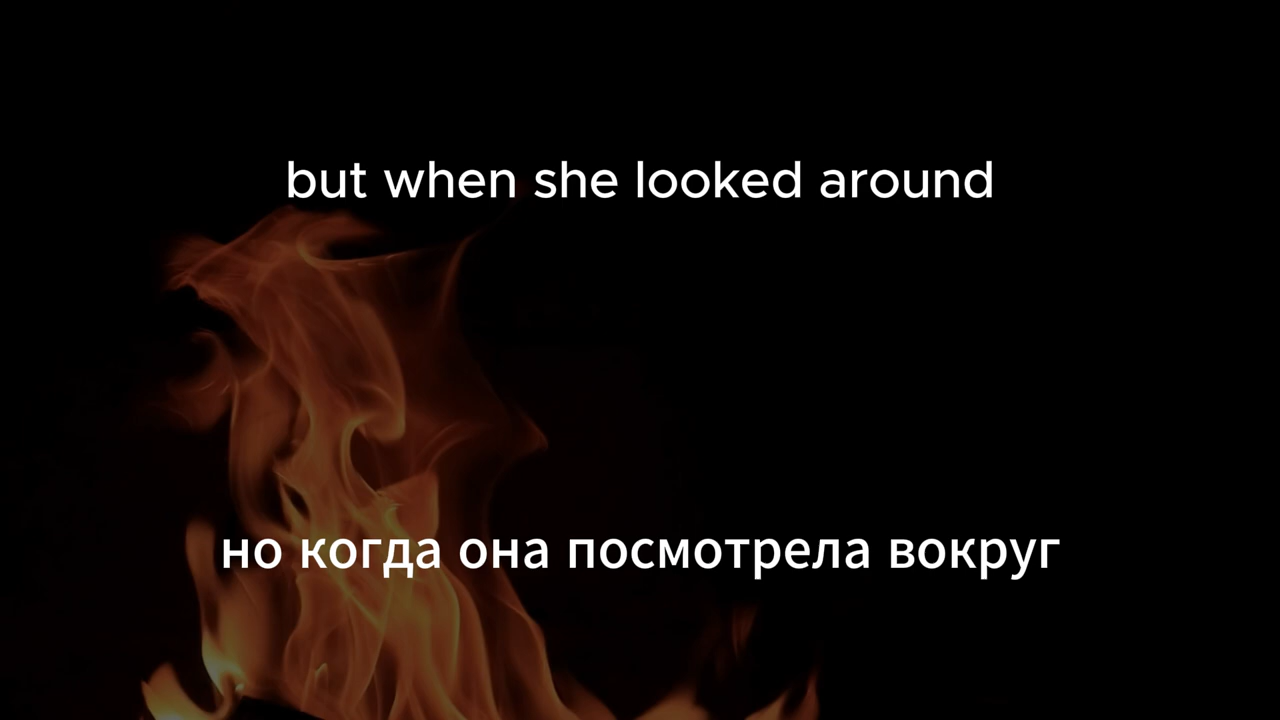 but when she looked around
но когда она посмотрела вокруг